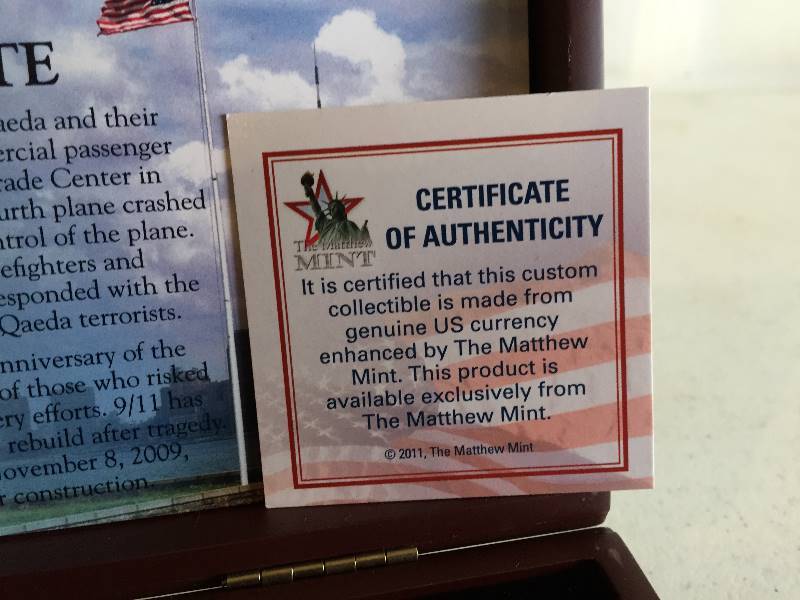 TE
aeda and their
ercial passenger
rade Center in
urth plane crashed
ntrol of the plane.
efighters and
esponded with the
Qaeda terrorists.
nniversary of the
of those who risked
ery efforts. 9/11 has
rebuild after tragedy.
ovember 8, 2009,
r construction.
The Matthew
MINT
CERTIFICATE
OF AUTHENTICITY
It is certified that this custom
collectible is made from
genuine US currency
enhanced by The Matthew
Mint. This product is
available exclusively from
The Matthew Mint.
© 2011, The Matthew Mint